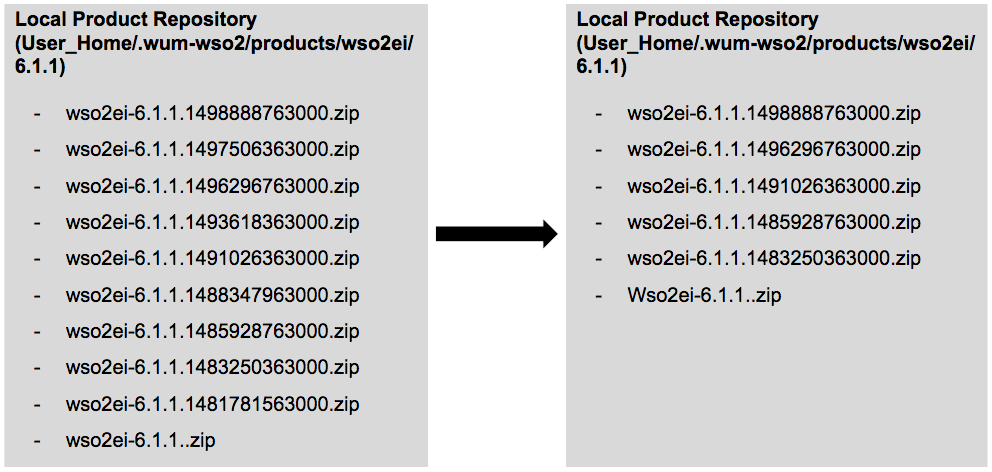 Local Product Repository
(User_Home/.wum-wso2/products/wso2ei/
6.1.1)
- wso2ei-6.1.1.1498888763000.zip
- wso2ei-6.1.1.1497506363000.zip
- wso2ei-6.1.1.1496296763000.zip
- wso2ei-6.1.1.1493618363000.zip
- wso2ei-6.1.1.1491026363000.zip
- wso2ei-6.1.1.1488347963000.zip
- wso2ei-6.1.1.1485928763000.zip
- wso2ei-6.1.1.1483250363000.zip
- wso2ei-6.1.1.1481781563000.zip
- wso2ei-6.1.1..zip
Local Product Repository
(User_Home/.wum-wso2/products/wso2ei/
6.1.1)
- wso2ei-6.1.1.1498888763000.zip
- wso2ei-6.1.1.1496296763000.zip
- wso2ei-6.1.1.1491026363000.zip
- wso2ei-6.1.1.1485928763000.zip
- wso2ei-6.1.1.1483250363000.zip
- Wso2ei-6.1.1..zip